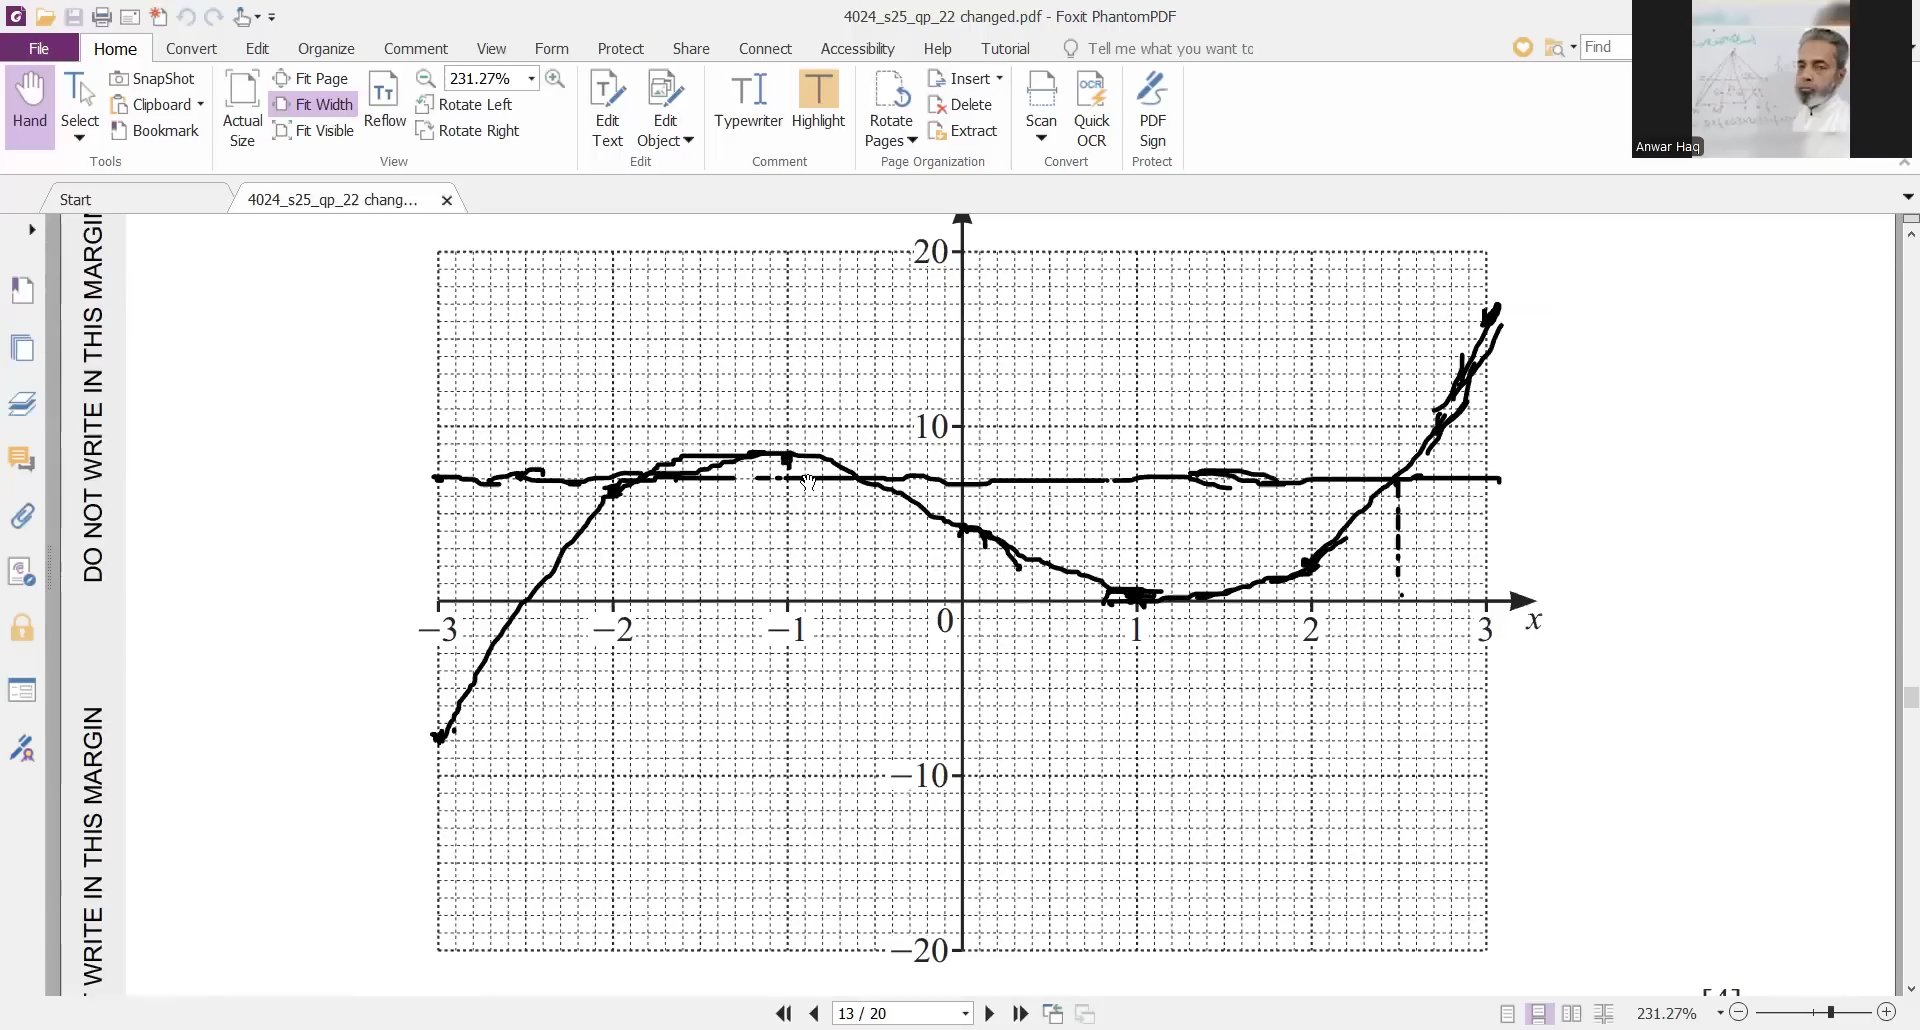 4024_s25_qp_22 changed.pdf - Foxit PhantomPDF
File Home Convert Edit Organize Comment View Form Protect Share Connect Accessibility Help Tutorial Tell me what you want to Find
Hand
Select
SnapShot
Clipboard
Bookmark
Tools
Actual Size
Fit Page
Fit Width
Fit Visible
Reflow
231.27%
Rotate Left
Rotate Right
View
Edit Text
Edit Object
Edit
Typewriter
Highlight
Comment
Rotate Pages
Insert
Delete
Extract
Page Organization
Scan
Quick OCR
Convert
PDF Sign
Protect
Anwar Haq
Start
4024_s25_qp_22 chang...
DO NOT WRITE IN THIS MARGIN
20
10
−3 −2 −1 0 1 2 3 x
−10
−20
WRITE IN THIS MARGIN
[4]
13 / 20
231.27%